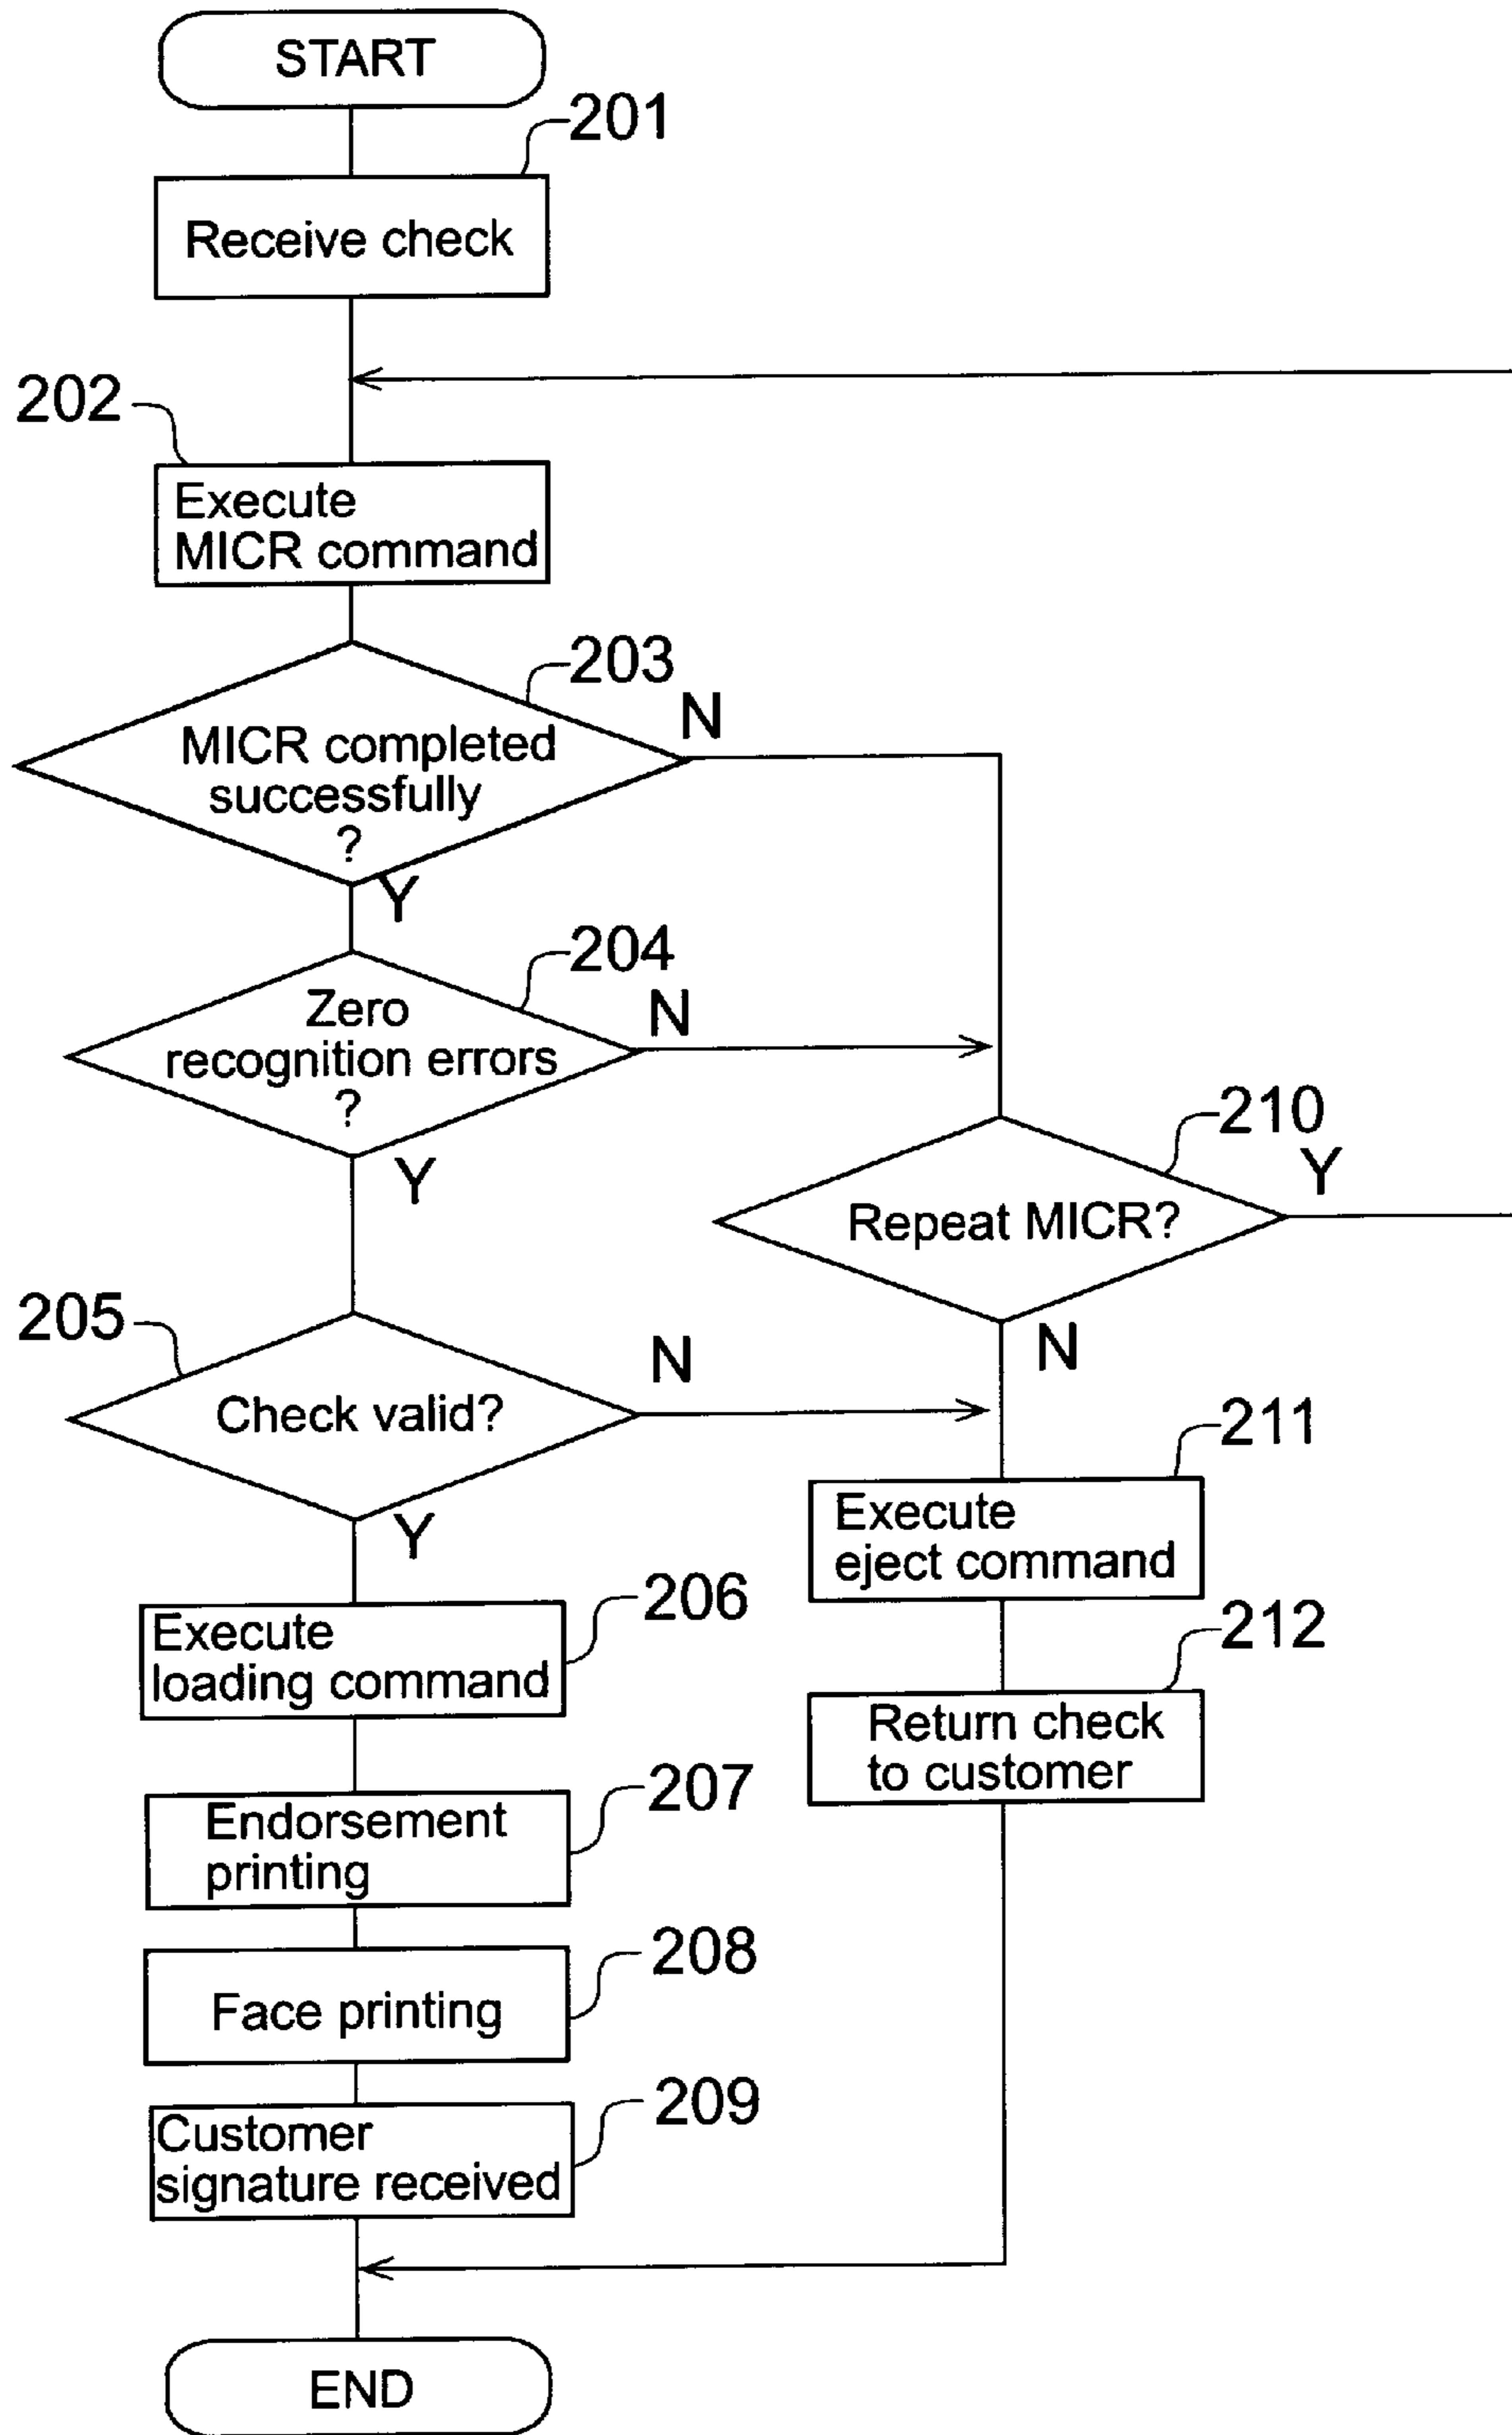 START
201
Receive check
202
Execute
MICR command
203
N
MICR completed
successfully
?
Y
204
N
Zero
recognition errors
?
Y
210
Y
Repeat MICR?
N
205
N
Check valid?
Y
211
Execute
eject command
206
Execute
loading command
212
Return check
to customer
207
Endorsement
printing
208
Face printing
209
Customer
signature received
END